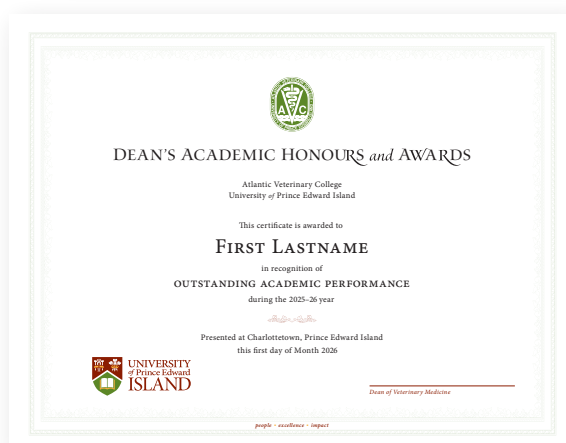 AVC
DEAN'S ACADEMIC HONOURS and AWARDS
Atlantic Veterinary College
University of Prince Edward Island
This certificate is awarded to
FIRST LASTNAME
in recognition of
OUTSTANDING ACADEMIC PERFORMANCE
during the 2025–26 year
Presented at Charlottetown, Prince Edward Island
this first day of Month 2026
UNIVERSITY
of Prince Edward
ISLAND
Dean of Veterinary Medicine
people ~ excellence ~ impact